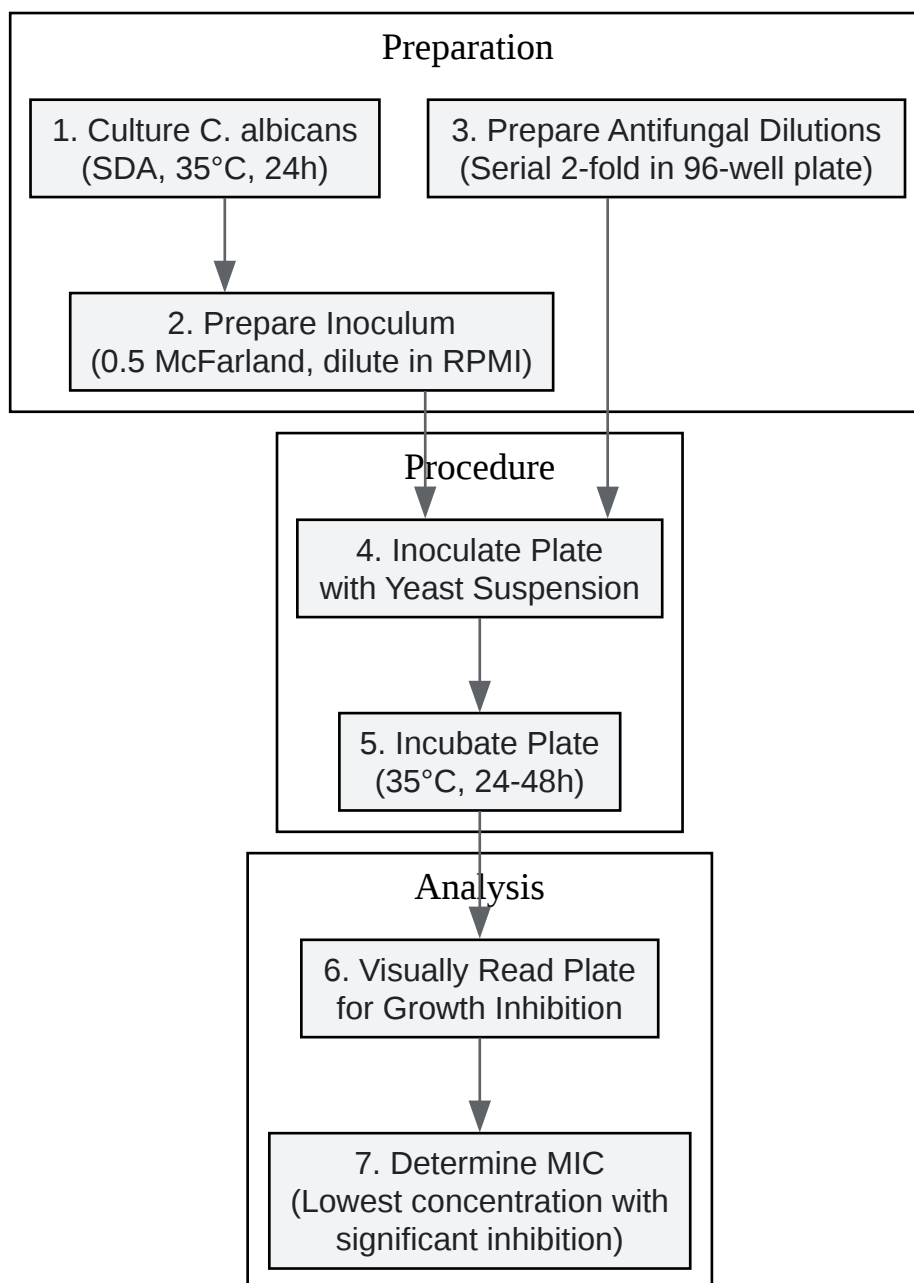 Preparation
1. Culture C. albicans
(SDA, 35°C, 24h)
3. Prepare Antifungal Dilutions
(Serial 2-fold in 96-well plate)
2. Prepare Inoculum
(0.5 McFarland, dilute in RPMI)
Procedure
4. Inoculate Plate
with Yeast Suspension
5. Incubate Plate
(35°C, 24-48h)
Analysis
6. Visually Read Plate
for Growth Inhibition
7. Determine MIC
(Lowest concentration with
significant inhibition)